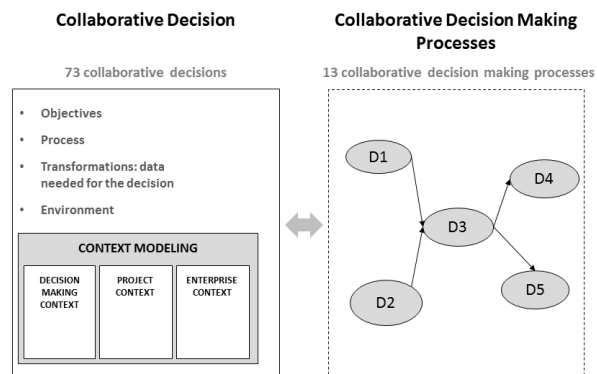 Collaborative Decision
73 collaborative decisions
• Objectives
• Process
• Transformations: data
needed for the decision
• Environment
CONTEXT MODELING
DECISION
MAKING
CONTEXT
PROJECT
CONTEXT
ENTERPRISE
CONTEXT
Collaborative Decision Making
Processes
13 collaborative decision making processes
D1
D4
D3
D2
D5